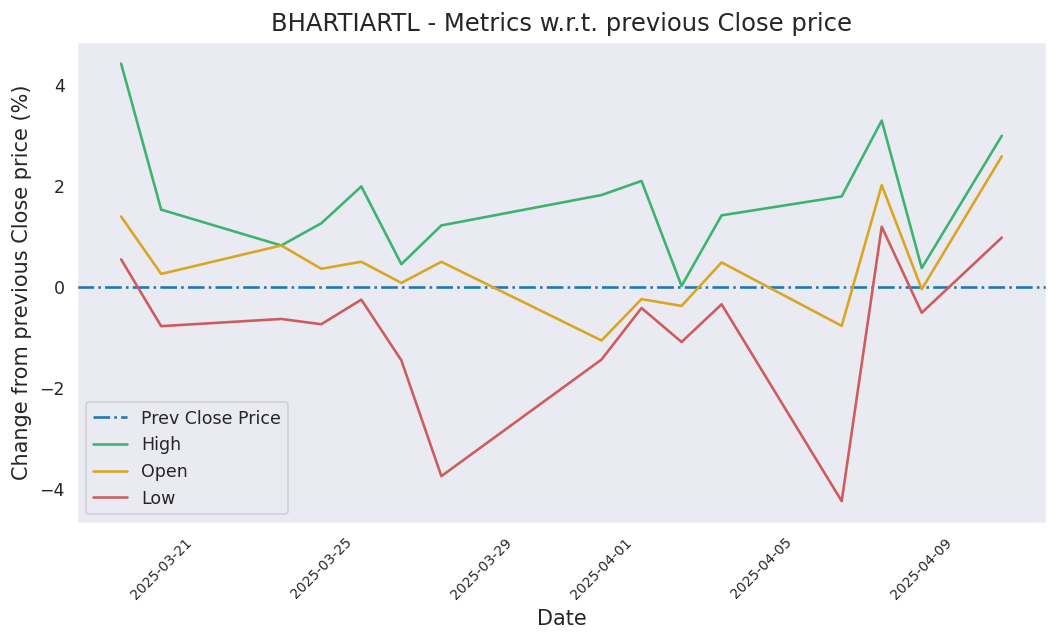 BHARTIARTL - Metrics w.r.t. previous Close price
Change from previous Close price (%)
4
2
0
−2
−4
Prev Close Price
High
Open
Low
2025-03-21
2025-03-25
2025-03-29
2025-04-01
2025-04-05
2025-04-09
Date